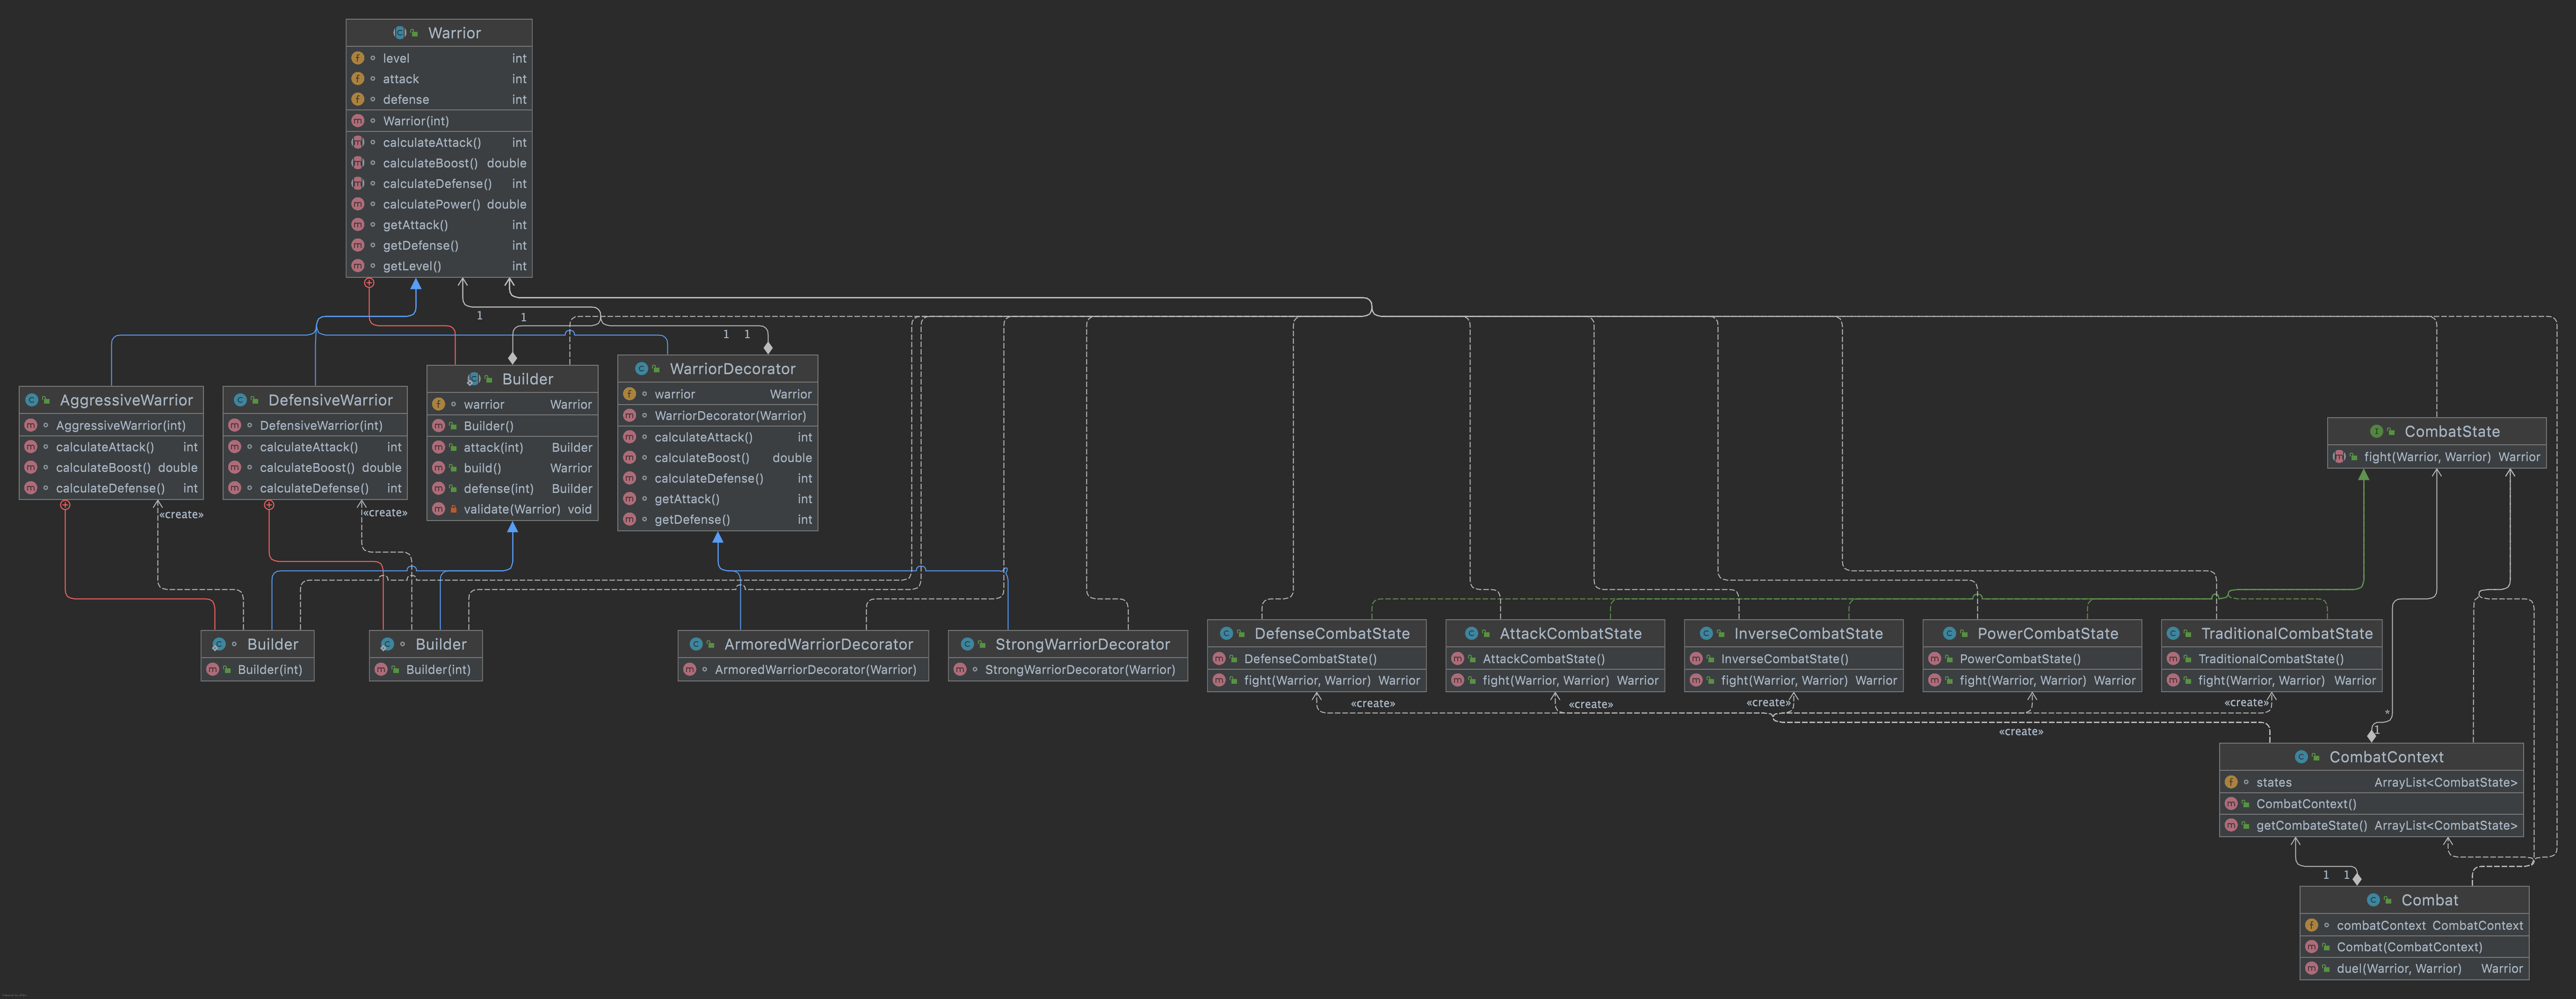 Warrior
level int
attack int
defense int
Warrior(int)
calculateAttack() int
calculateBoost() double
calculateDefense() int
calculatePower() double
getAttack() int
getDefense() int
getLevel() int
1 1
1 1
AggressiveWarrior
AggressiveWarrior(int)
calculateAttack() int
calculateBoost() double
calculateDefense() int
«create»
DefensiveWarrior
DefensiveWarrior(int)
calculateAttack() int
calculateBoost() double
calculateDefense() int
«create»
Builder
warrior Warrior
Builder()
attack(int) Builder
build() Warrior
defense(int) Builder
validate(Warrior) void
WarriorDecorator
warrior Warrior
WarriorDecorator(Warrior)
calculateAttack() int
calculateBoost() double
calculateDefense() int
getAttack() int
getDefense() int
CombatState
fight(Warrior, Warrior) Warrior
Builder
Builder(int)
Builder
Builder(int)
ArmoredWarriorDecorator
ArmoredWarriorDecorator(Warrior)
StrongWarriorDecorator
StrongWarriorDecorator(Warrior)
DefenseCombatState
DefenseCombatState()
fight(Warrior, Warrior) Warrior
«create»
AttackCombatState
AttackCombatState()
fight(Warrior, Warrior) Warrior
«create»
InverseCombatState
InverseCombatState()
fight(Warrior, Warrior) Warrior
«create»
PowerCombatState
PowerCombatState()
fight(Warrior, Warrior) Warrior
«create»
TraditionalCombatState
TraditionalCombatState()
fight(Warrior, Warrior) Warrior
«create»
*
1
CombatContext
states ArrayList<CombatState>
CombatContext()
getCombateState() ArrayList<CombatState>
1 1
Combat
combatContext CombatContext
Combat(CombatContext)
duel(Warrior, Warrior) Warrior